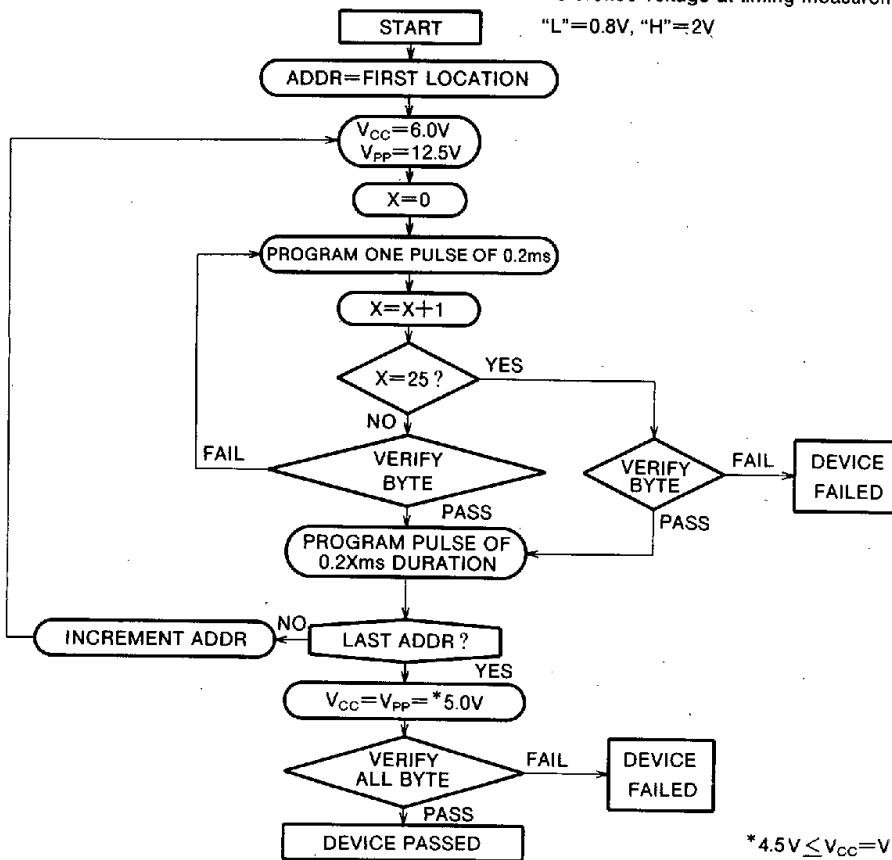 START
"L"=0.8V, "H"=2V
ADDR=FIRST LOCATION
VCC=6.0V
VPP=12.5V
X=0
PROGRAM ONE PULSE OF 0.2ms
X=X+1
X=25?
YES
NO
FAIL
VERIFY
BYTE
PASS
VERIFY
BYTE
FAIL
PASS
DEVICE
FAILED
PROGRAM PULSE OF
0.2Xms DURATION
INCREMENT ADDR
NO
LAST ADDR?
YES
VCC=VPP=*5.0V
VERIFY
ALL BYTE
FAIL
DEVICE
FAILED
PASS
DEVICE PASSED
*4.5V≤VCC=V